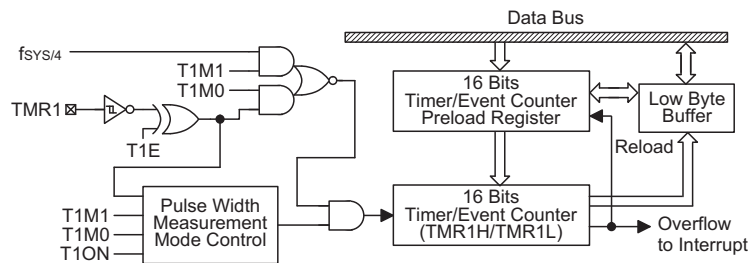 Data Bus
fSYS/4
T1M1
T1M0
TMR1
T1E
16 Bits
Timer/Event Counter
Preload Register
Low Byte
Buffer
Reload
T1M1
T1M0
T1ON
Pulse Width
Measurement
Mode Control
16 Bits
Timer/Event Counter
(TMR1H/TMR1L)
Overflow
to Interrupt